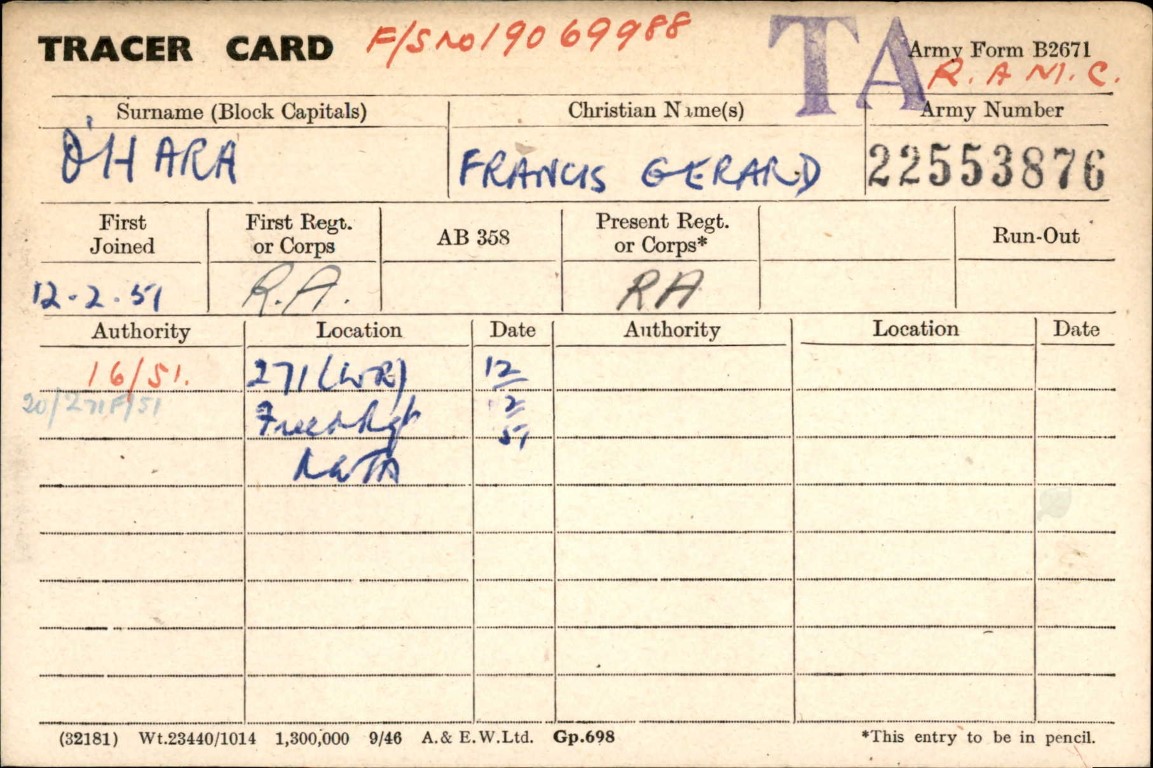 TRACER CARD F/S no 19069988 TA Army Form B2671
R.A.M.C.
Surname (Block Capitals) Christian Name(s) Army Number
O'HARA FRANCIS GERARD 22553876
First Joined First Regt. or Corps AB 358 Present Regt. or Corps* Run-Out
12-2-51 R.A. RA
Authority Location Date Authority Location Date
16/51. 271 (WR) 12
20/271F/51 2
51
RATA
(32181) Wt.23440/1014 1,300,000 9/46 A.& E.W.Ltd. Gp.698 *This entry to be in pencil.